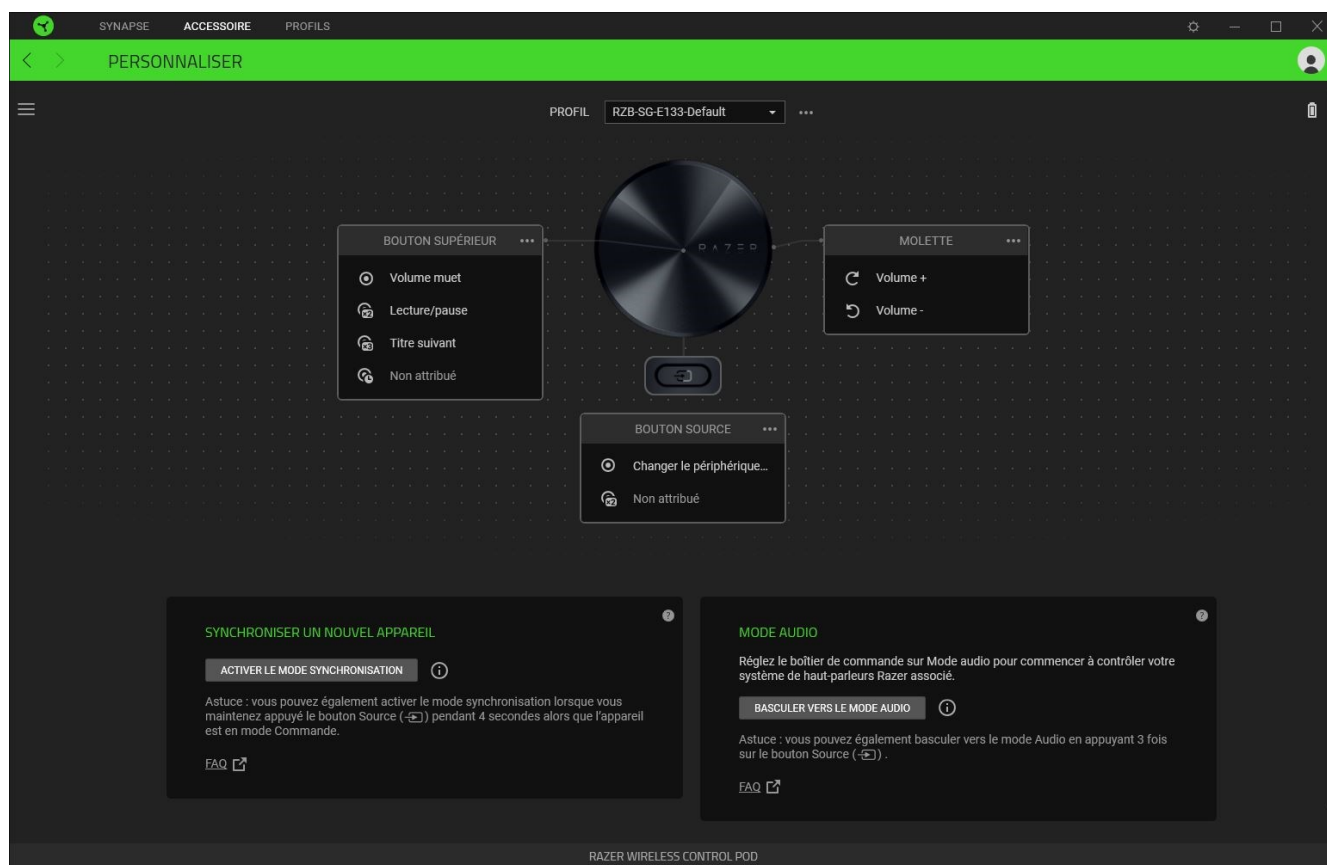 SYNAPSE ACCESSOIRE PROFILS
PERSONNALISER
PROFIL RZB-SG-E133-Default
RAZER
BOUTON SUPÉRIEUR
Volume muet
x2 Lecture/pause
x3 Titre suivant
Non attribué
MOLETTE
Volume +
Volume -
BOUTON SOURCE
Changer le périphérique...
x2 Non attribué
SYNCHRONISER UN NOUVEL APPAREIL
ACTIVER LE MODE SYNCHRONISATION
Astuce : vous pouvez également activer le mode synchronisation lorsque vous
maintenez appuyé le bouton Source ( ) pendant 4 secondes alors que l'appareil
est en mode Commande.
FAQ
MODE AUDIO
Réglez le boîtier de commande sur Mode audio pour commencer à contrôler votre
système de haut-parleurs Razer associé.
BASCULER VERS LE MODE AUDIO
Astuce : vous pouvez également basculer vers le mode Audio en appuyant 3 fois
sur le bouton Source ( ) .
FAQ
RAZER WIRELESS CONTROL POD